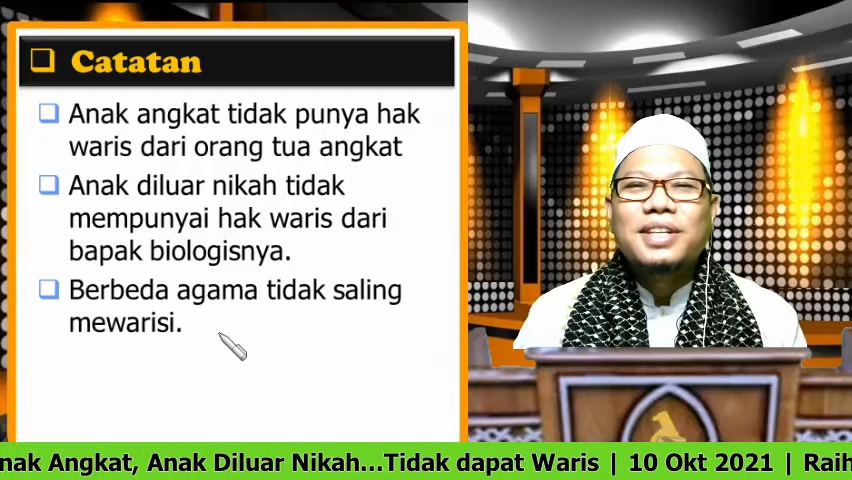 Catatan
Anak angkat tidak punya hak
waris dari orang tua angkat
Anak diluar nikah tidak
mempunyai hak waris dari
bapak biologisnya.
Berbeda agama tidak saling
mewarisi.
nak Angkat, Anak Diluar Nikah...Tidak dapat Waris | 10 Okt 2021 | Raih